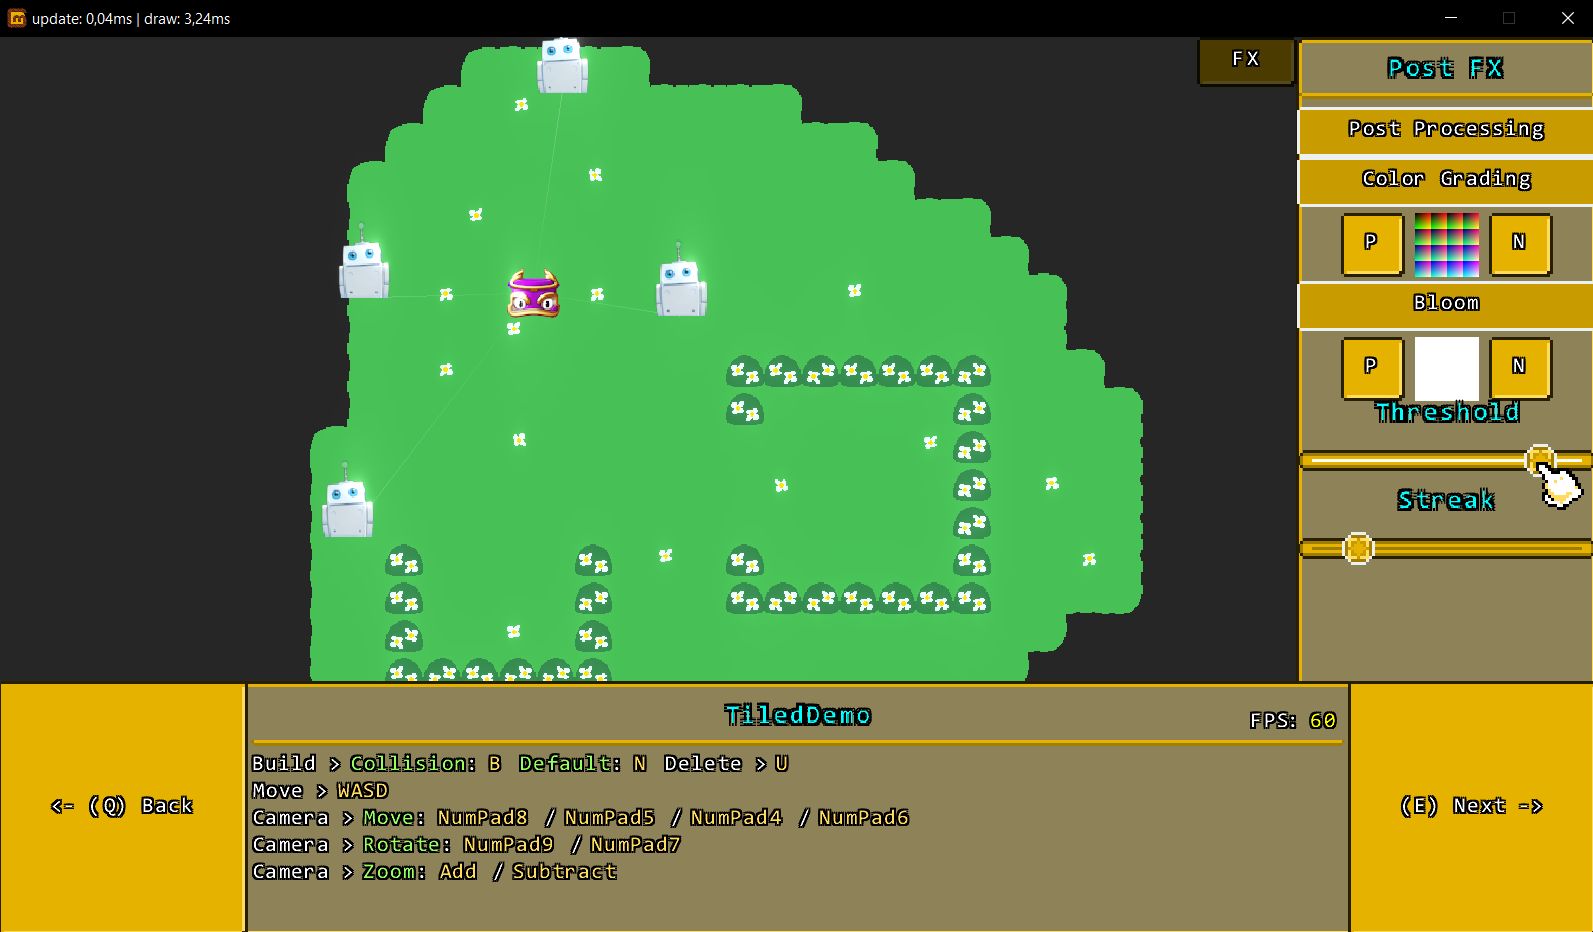 update: 0,04ms | draw: 3,24ms
FX
Post FX
Post Processing
Color Grading
P
N
Bloom
P
N
Threshold
Streak
TiledDemo
FPS: 60
Build > Collision: B Default: N Delete > U
Move > WASD
Camera > Move: NumPad8 / NumPad5 / NumPad4 / NumPad6
Camera > Rotate: NumPad9 / NumPad7
Camera > Zoom: Add / Subtract
<- (Q) Back
(E) Next ->